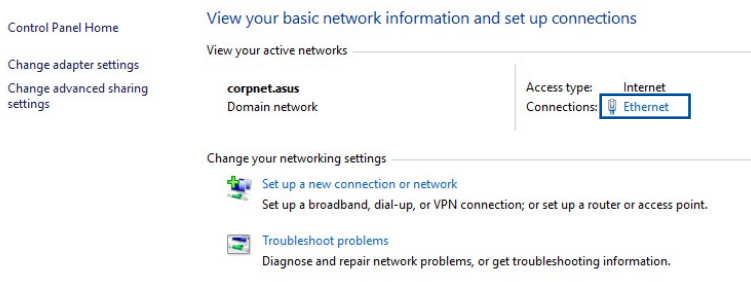 Control Panel Home
Change adapter settings
Change advanced sharing
settings
View your basic network information and set up connections
View your active networks
corpnet.asus
Domain network
Access type: Internet
Connections: Ethernet
Change your networking settings
Set up a new connection or network
Set up a broadband, dial-up, or VPN connection; or set up a router or access point.
Troubleshoot problems
Diagnose and repair network problems, or get troubleshooting information.